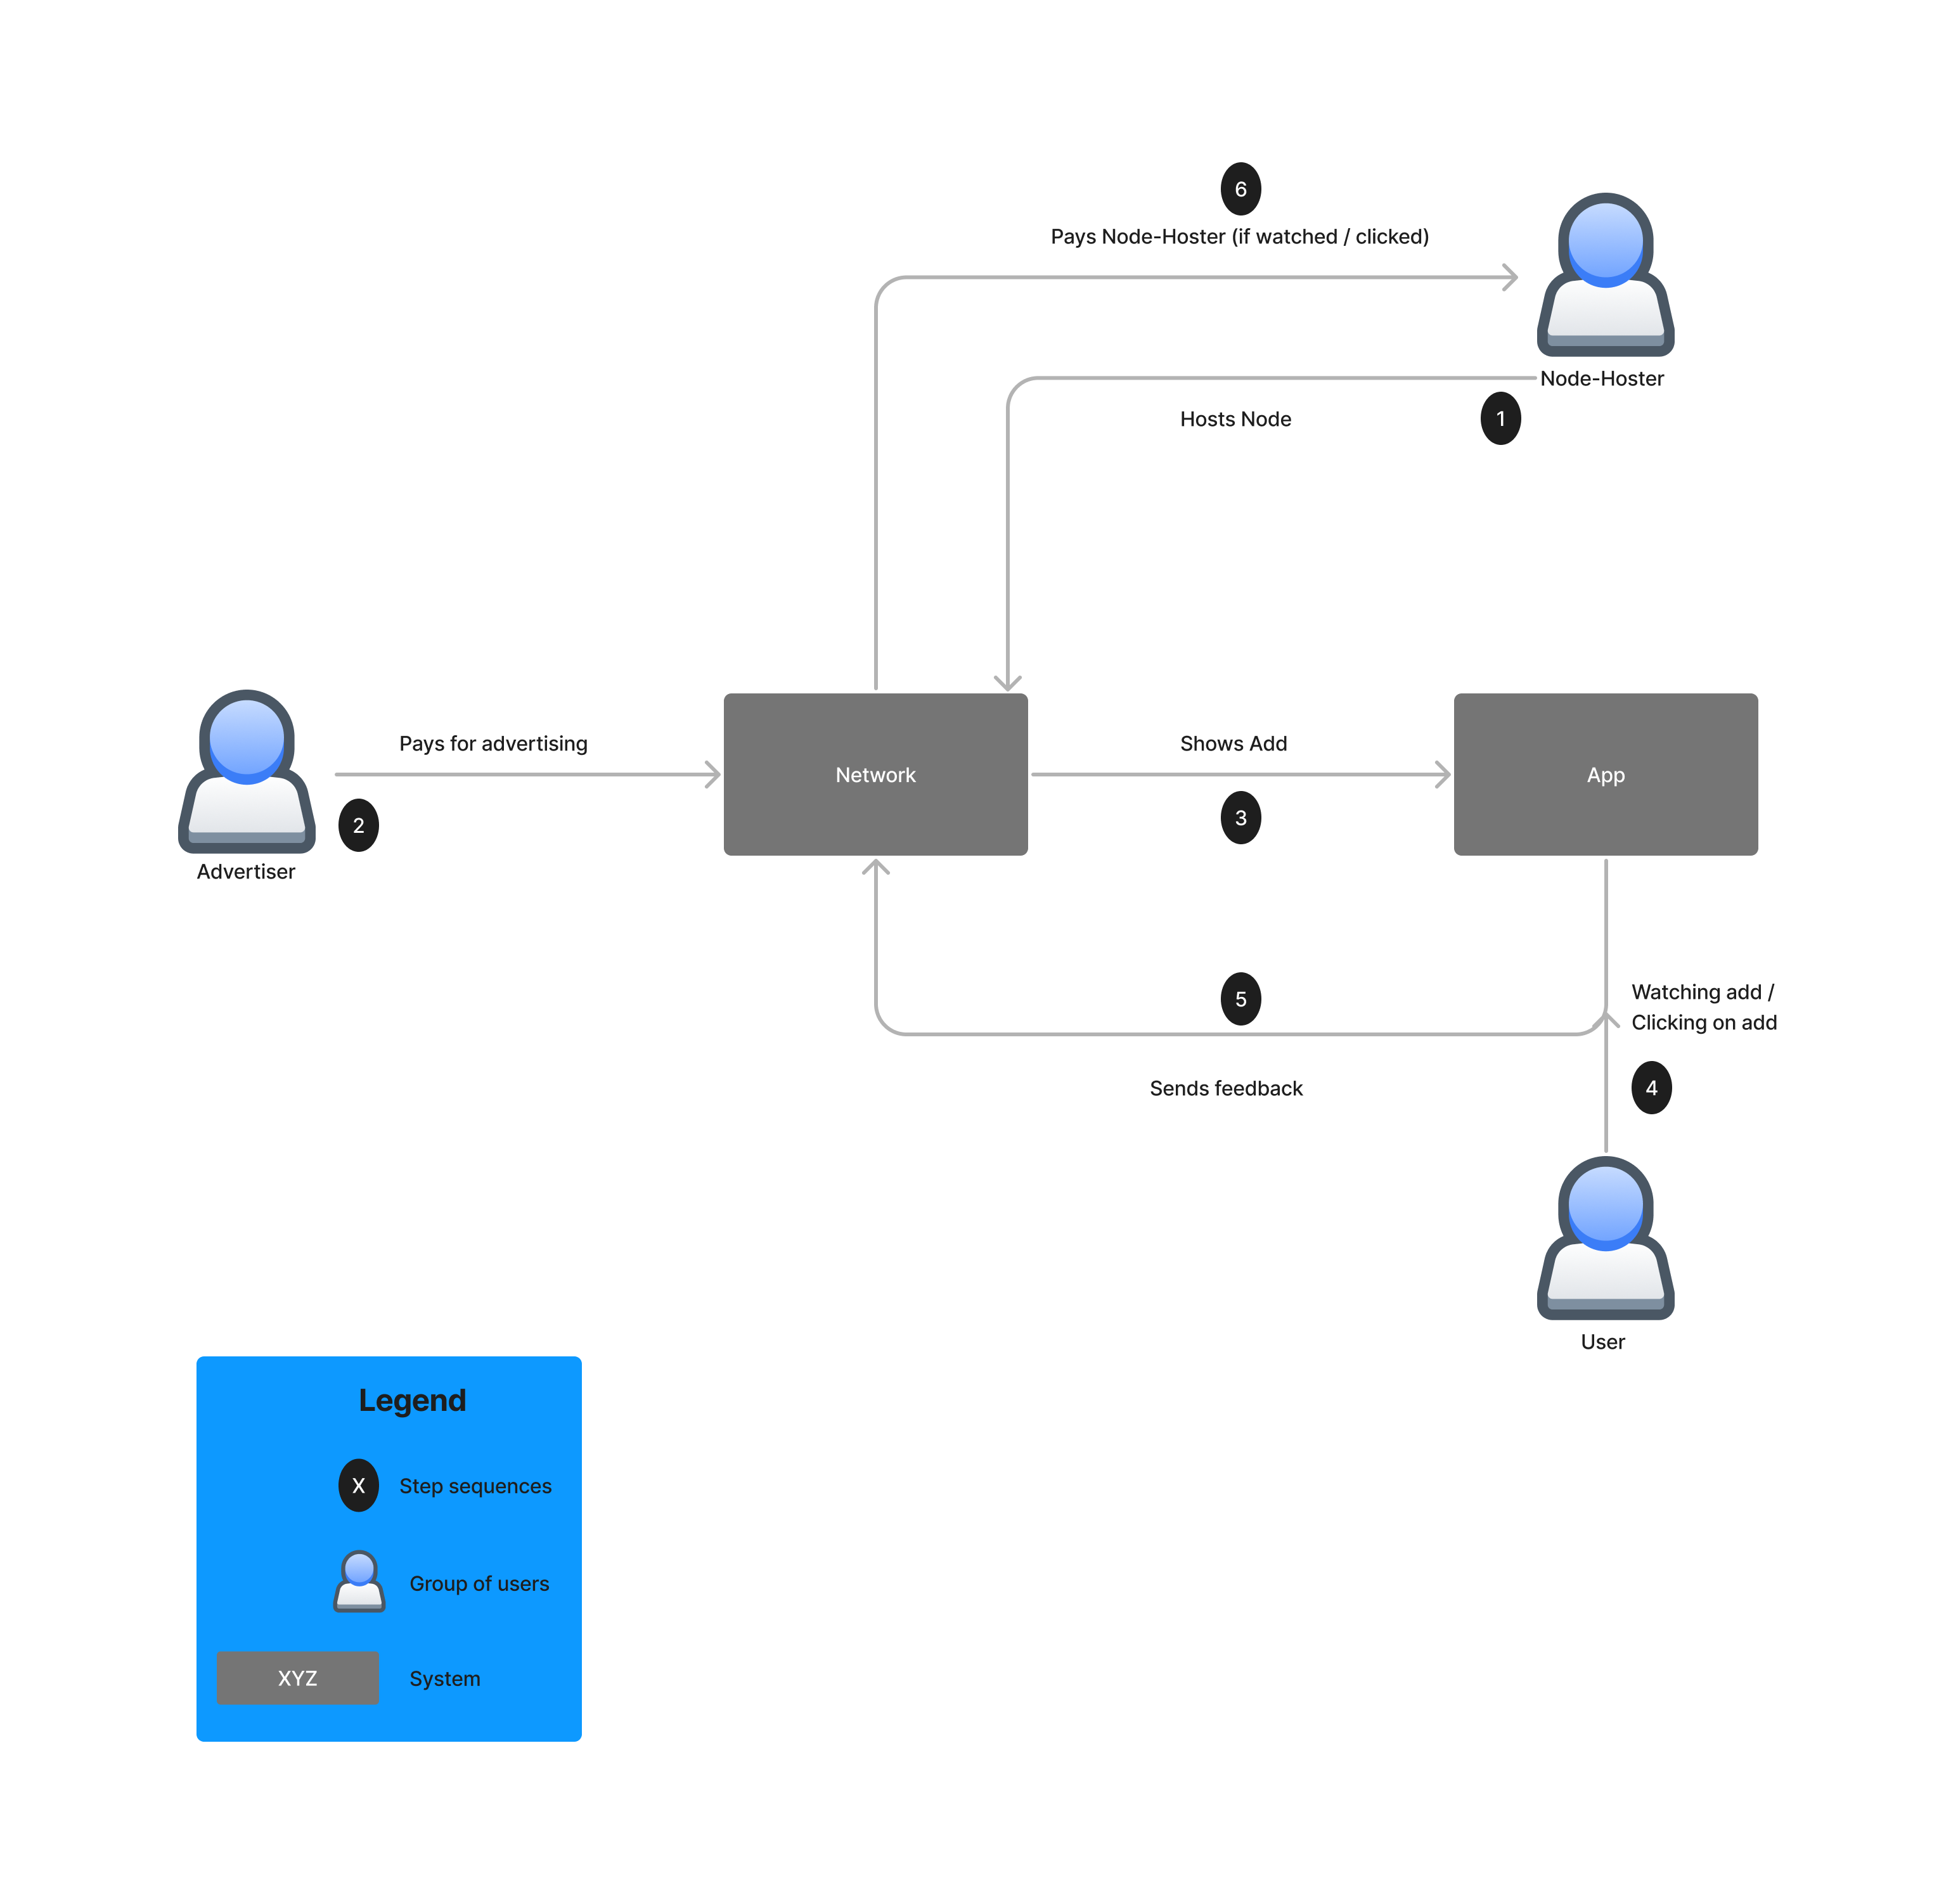 6
Pays Node-Hoster (if watched / clicked)
Node-Hoster
Hosts Node
1
Pays for advertising
Shows Add
Network
App
2
3
Advertiser
Watching add /
Clicking on add
5
Sends feedback
4
User
Legend
X
Step sequences
Group of users
XYZ
System